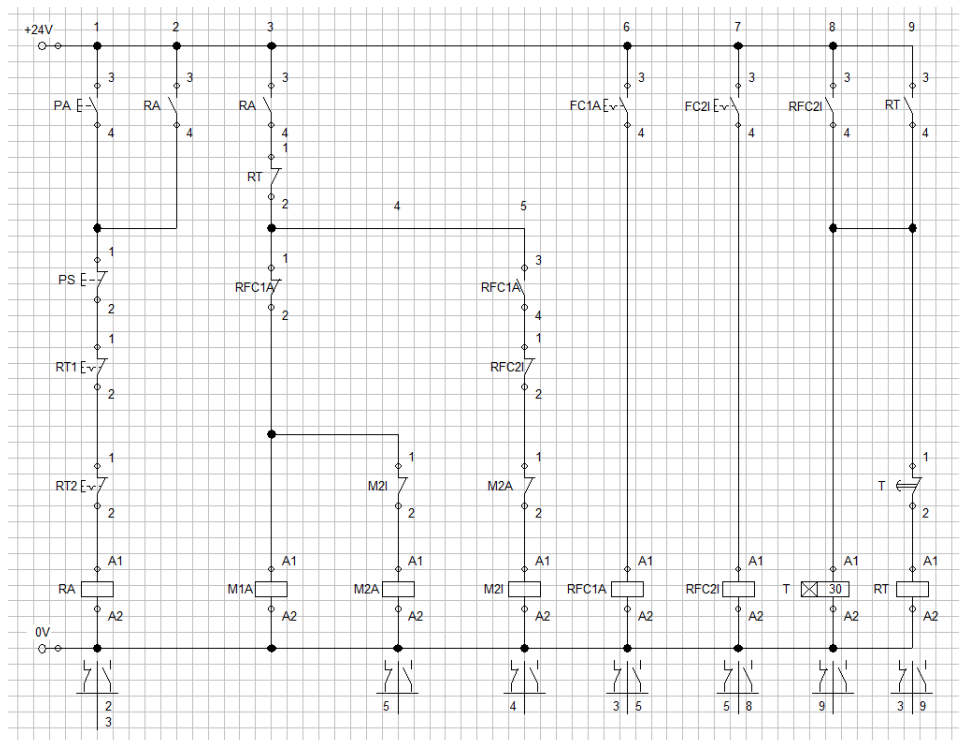 +24V 1 2 3 6 7 8 9
3 3 3 3 3 3 3
PA RA RA FC1A FC2I RFC2I RT
4 4 4 4 4 4 4
1
RT
2 4 5
1 1 3
PS RFC1A RFC1A
2 2 4
1 1
RT1 RFC2I
2 2
1 1 1 1
RT2 M2I M2A T
2 2 2 2
A1 A1 A1 A1 A1 A1 A1 A1
RA M1A M2A M2I RFC1A RFC2I T 30 RT
A2 A2 A2 A2 A2 A2 A2 A2
0V
2 5 4 3 5 5 8 9 3 9
3